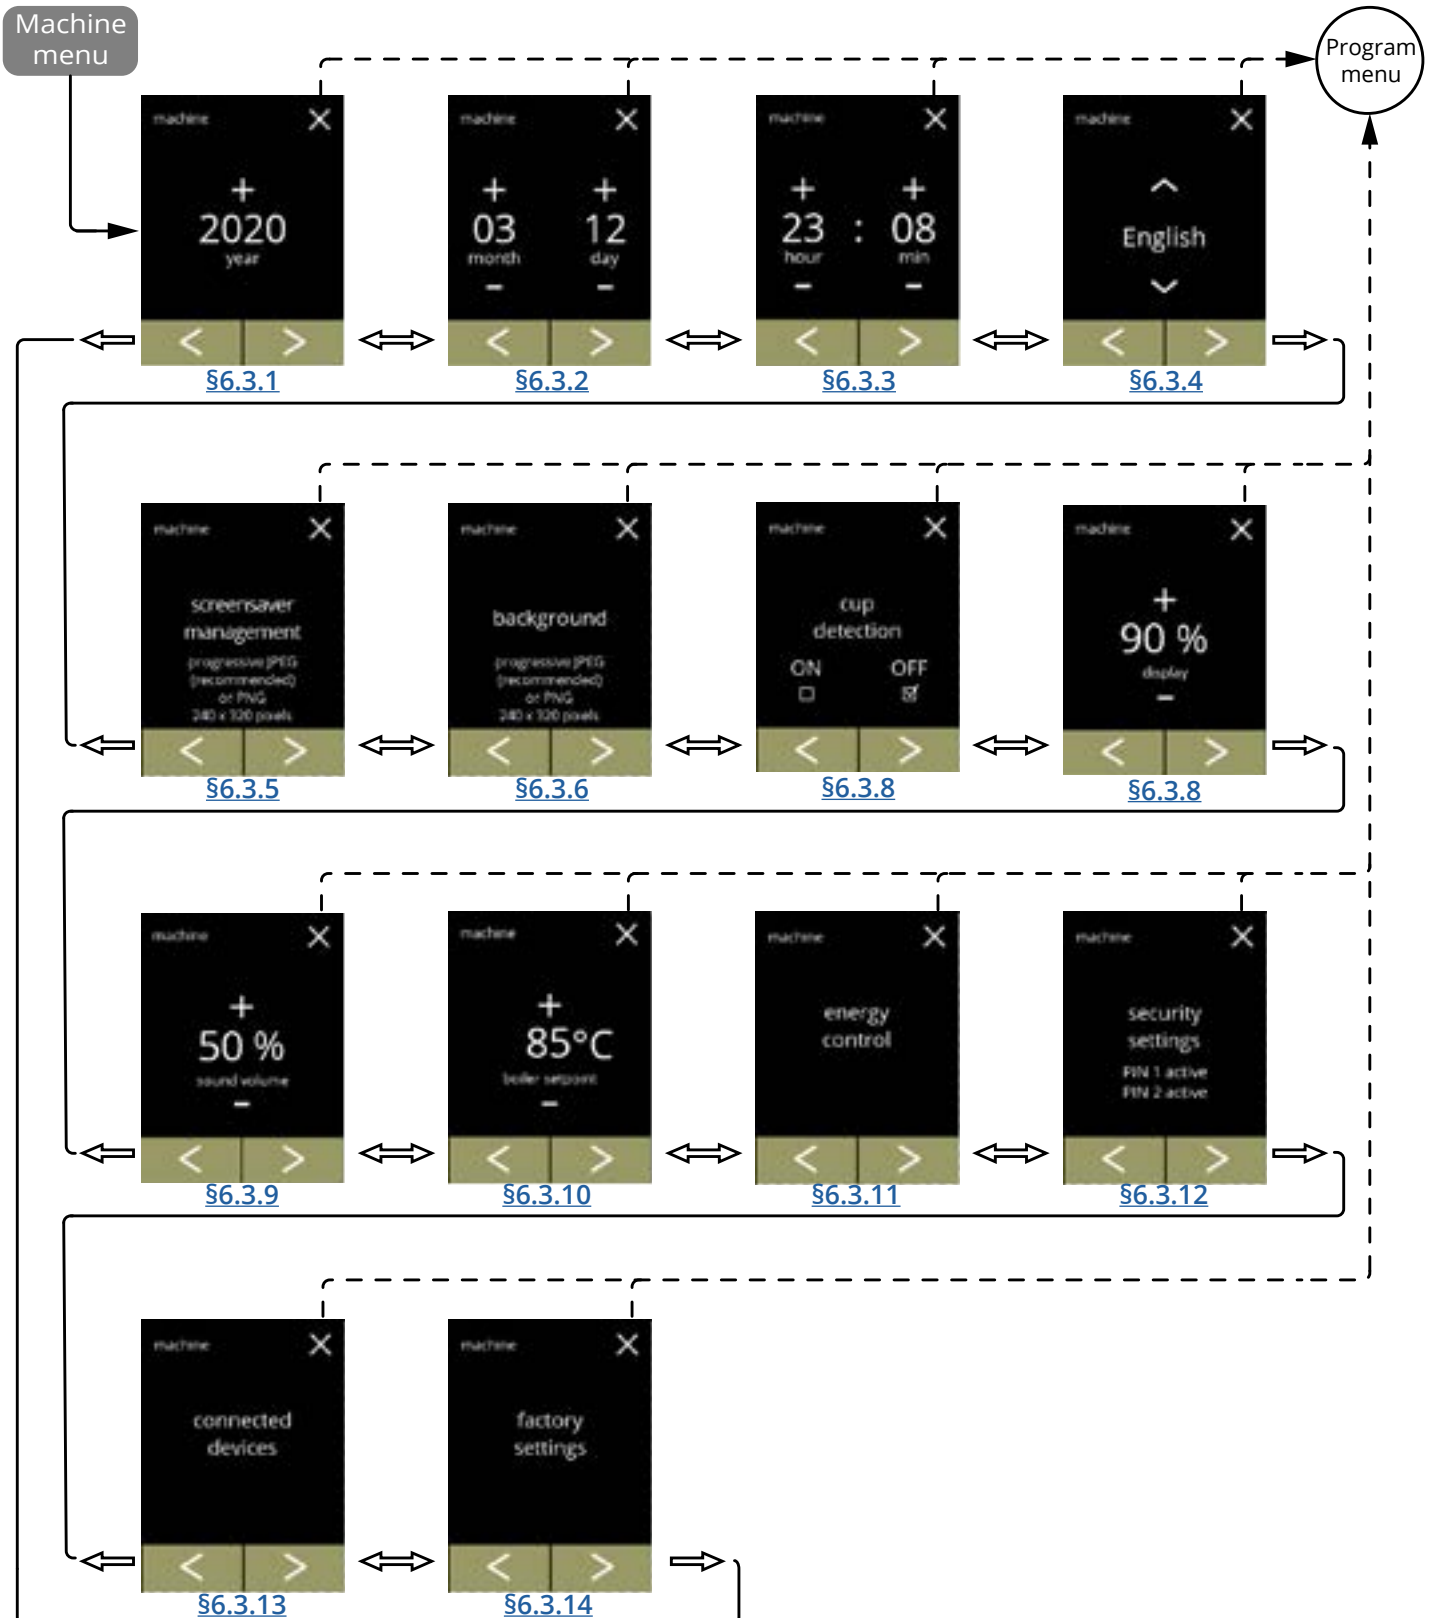 Machine
menu
Program
menu
machine
+
2020
year
< >
§6.3.1
machine
+ +
03 12
month day
- -
< >
§6.3.2
machine
+ +
23 : 08
hour min
- -
< >
§6.3.3
machine
English
< >
§6.3.4
machine
screensaver
management
progressive JPEG
(recommended)
or PNG
240 x 320 pixels
< >
§6.3.5
machine
background
progressive JPEG
(recommended)
or PNG
240 x 320 pixels
< >
§6.3.6
machine
cup
detection
ON OFF
< >
§6.3.8
machine
+
90 %
display
-
< >
§6.3.8
machine
+
50 %
sound volume
-
< >
§6.3.9
machine
+
85°C
boiler setpoint
-
< >
§6.3.10
machine
energy
control
< >
§6.3.11
machine
security
settings
PIN 1 active
PIN 2 active
< >
§6.3.12
machine
connected
devices
< >
§6.3.13
machine
factory
settings
< >
§6.3.14